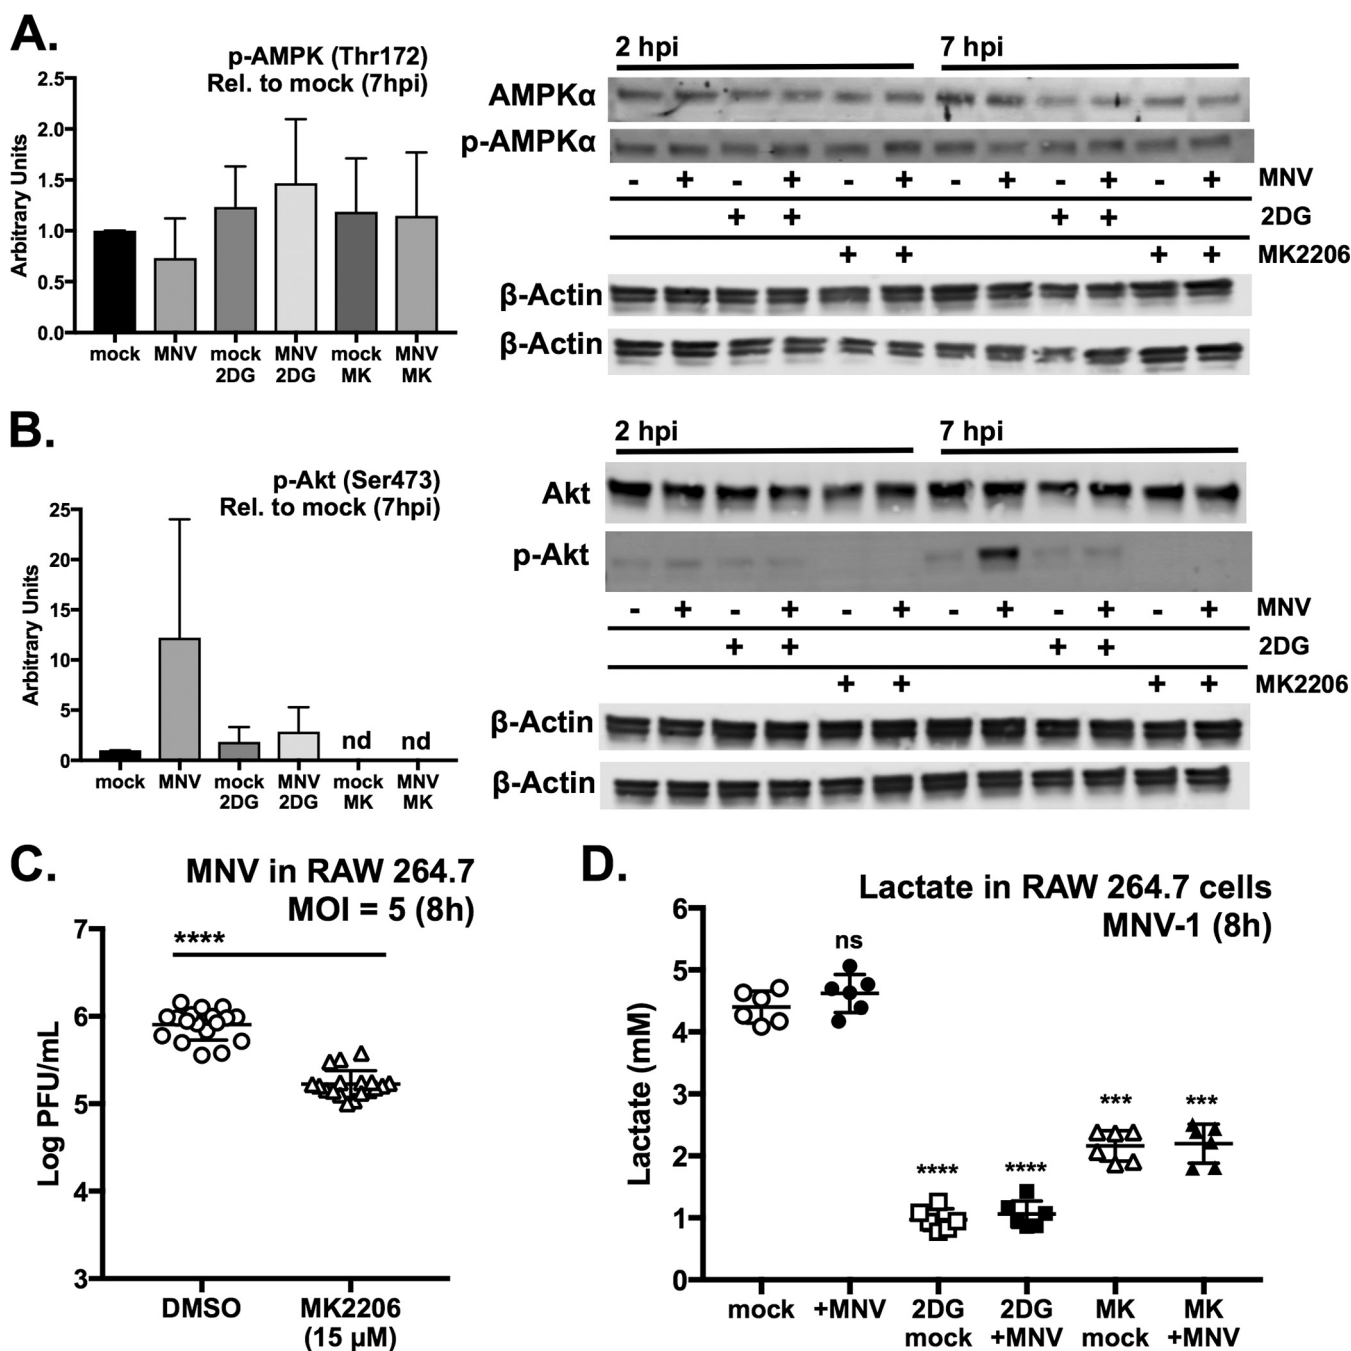 A.
p-AMPK (Thr172)
Rel. to mock (7hpi)
Arbitrary Units
2.5
2.0
1.5
1.0
0.5
0.0
mock MNV mock MNV mock MNV
2DG 2DG MK MK
2 hpi 7 hpi
AMPKα
p-AMPKα
- + - + - + - + - + - + MNV
+ + + + 2DG
+ + + + MK2206
β-Actin
β-Actin
B.
p-Akt (Ser473)
Rel. to mock (7hpi)
Arbitrary Units
25
20
15
10
5
0
nd nd
mock MNV mock MNV mock MNV
2DG 2DG MK MK
2 hpi 7 hpi
Akt
p-Akt
- + - + - + - + - + - + MNV
+ + + + 2DG
+ + + + MK2206
β-Actin
β-Actin
C.
MNV in RAW 264.7
MOI = 5 (8h)
Log PFU/mL
7
6
5
4
3
****
DMSO MK2206
(15 µM)
D.
Lactate in RAW 264.7 cells
MNV-1 (8h)
Lactate (mM)
6
5
4
3
2
1
0
ns
**** **** *** ***
mock +MNV 2DG 2DG MK MK
mock +MNV mock +MNV